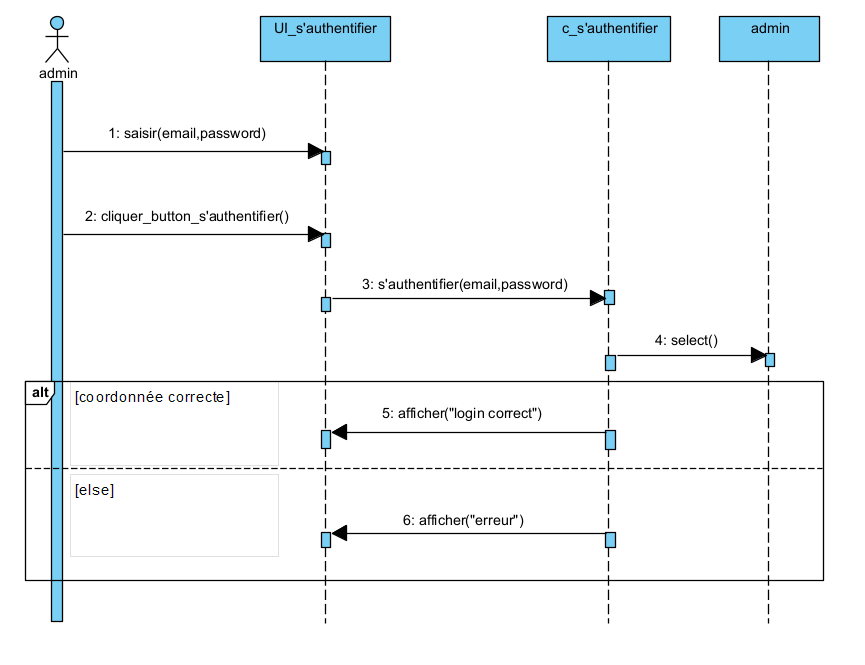 UI_s'authentifier
c_s'authentifier
admin
admin
1: saisir(email,password)
2: cliquer_button_s'authentifier()
3: s'authentifier(email,password)
4: select()
alt
[coordonnée correcte]
5: afficher("login correct")
[else]
6: afficher("erreur")